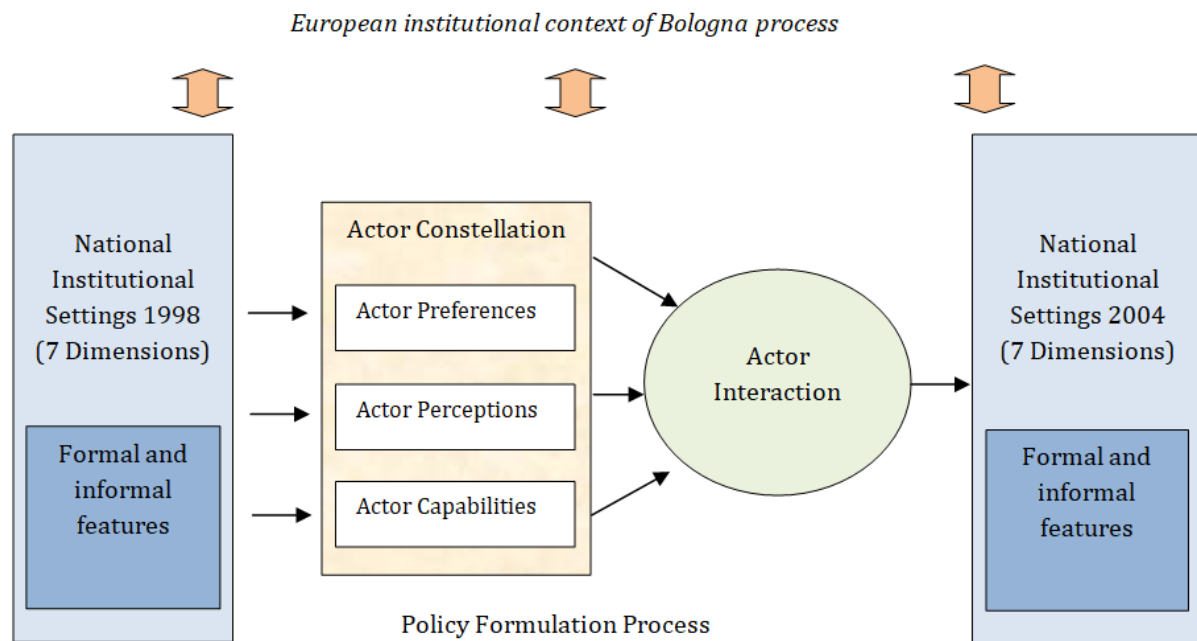 European institutional context of Bologna process
National
Institutional
Settings 1998
(7 Dimensions)
Formal and
informal
features
Actor Constellation
Actor Preferences
Actor Perceptions
Actor Capabilities
Actor
Interaction
National
Institutional
Settings 2004
(7 Dimensions)
Formal and
informal
features
Policy Formulation Process